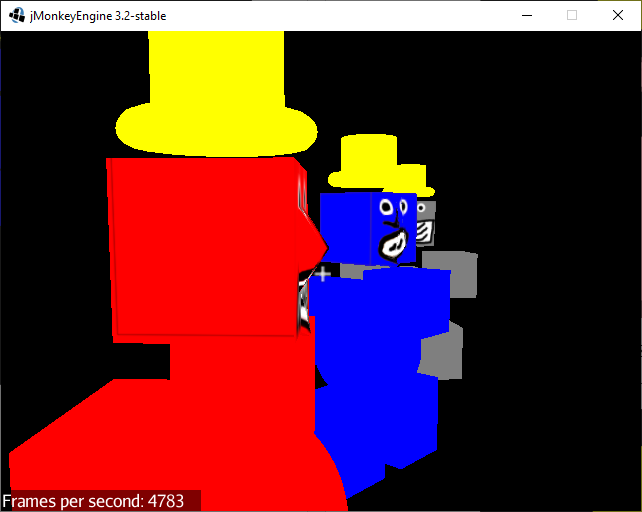 jMonkeyEngine 3.2-stable
Frames per second: 4783